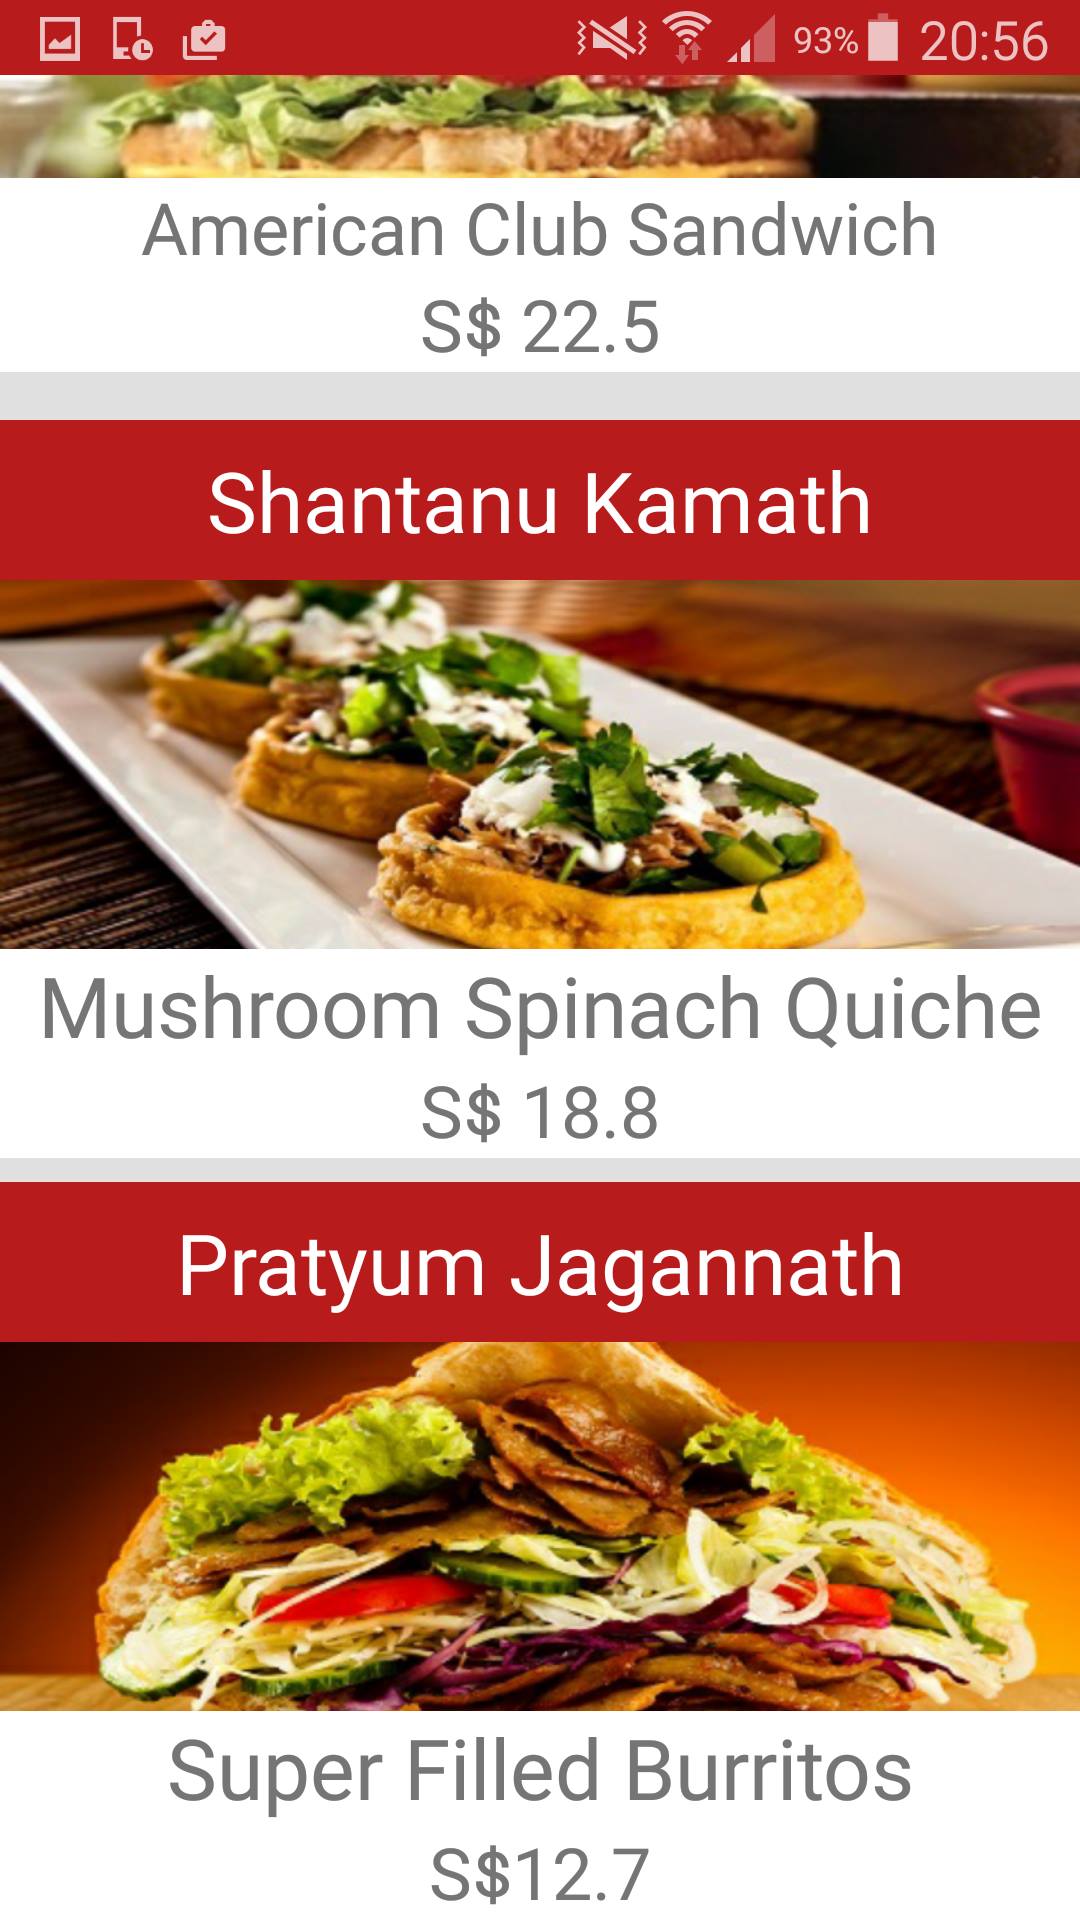 93% 20:56
American Club Sandwich
S$ 22.5
Shantanu Kamath
Mushroom Spinach Quiche
S$ 18.8
Pratyum Jagannath
Super Filled Burritos
S$12.7